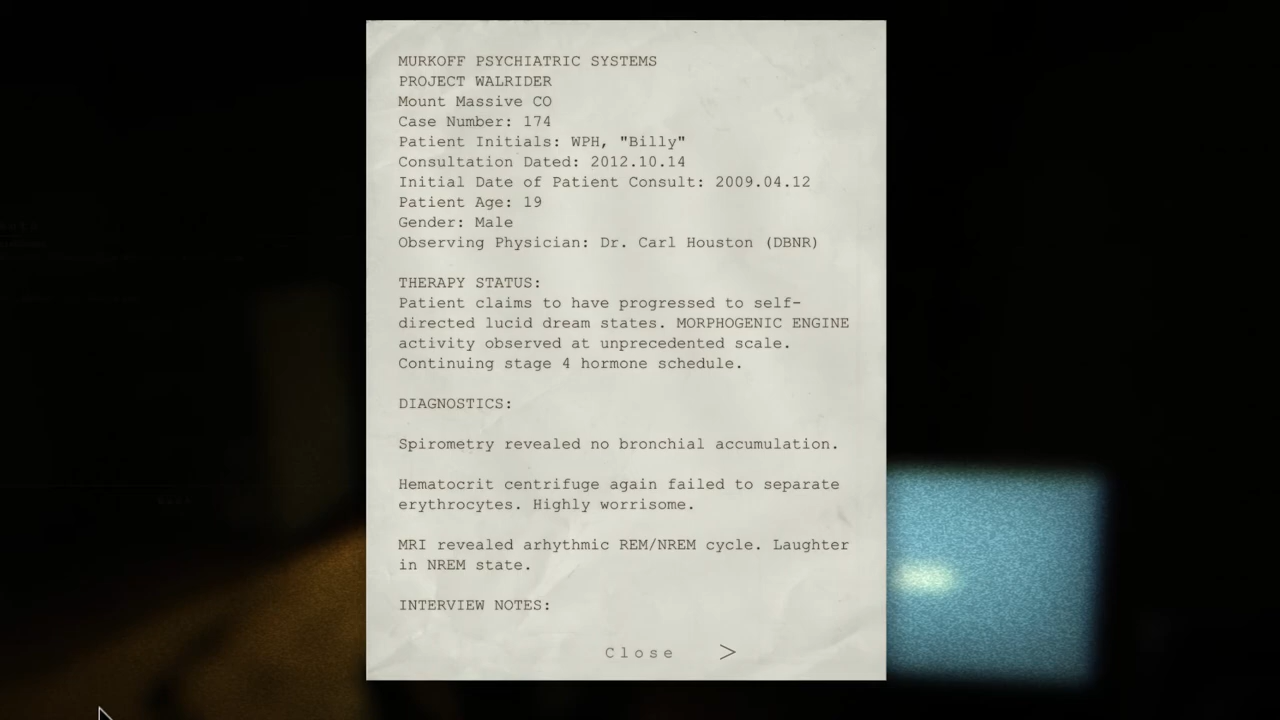 MURKOFF PSYCHIATRIC SYSTEMS
PROJECT WALRIDER
Mount Massive CO
Case Number: 174
Patient Initials: WPH, "Billy"
Consultation Dated: 2012.10.14
Initial Date of Patient Consult: 2009.04.12
Patient Age: 19
Gender: Male
Observing Physician: Dr. Carl Houston (DBNR)
THERAPY STATUS:
Patient claims to have progressed to self-
directed lucid dream states. MORPHOGENIC ENGINE
activity observed at unprecedented scale.
Continuing stage 4 hormone schedule.
DIAGNOSTICS:
Spirometry revealed no bronchial accumulation.
Hematocrit centrifuge again failed to separate
erythrocytes. Highly worrisome.
MRI revealed arhythmic REM/NREM cycle. Laughter
in NREM state.
INTERVIEW NOTES:
Close >